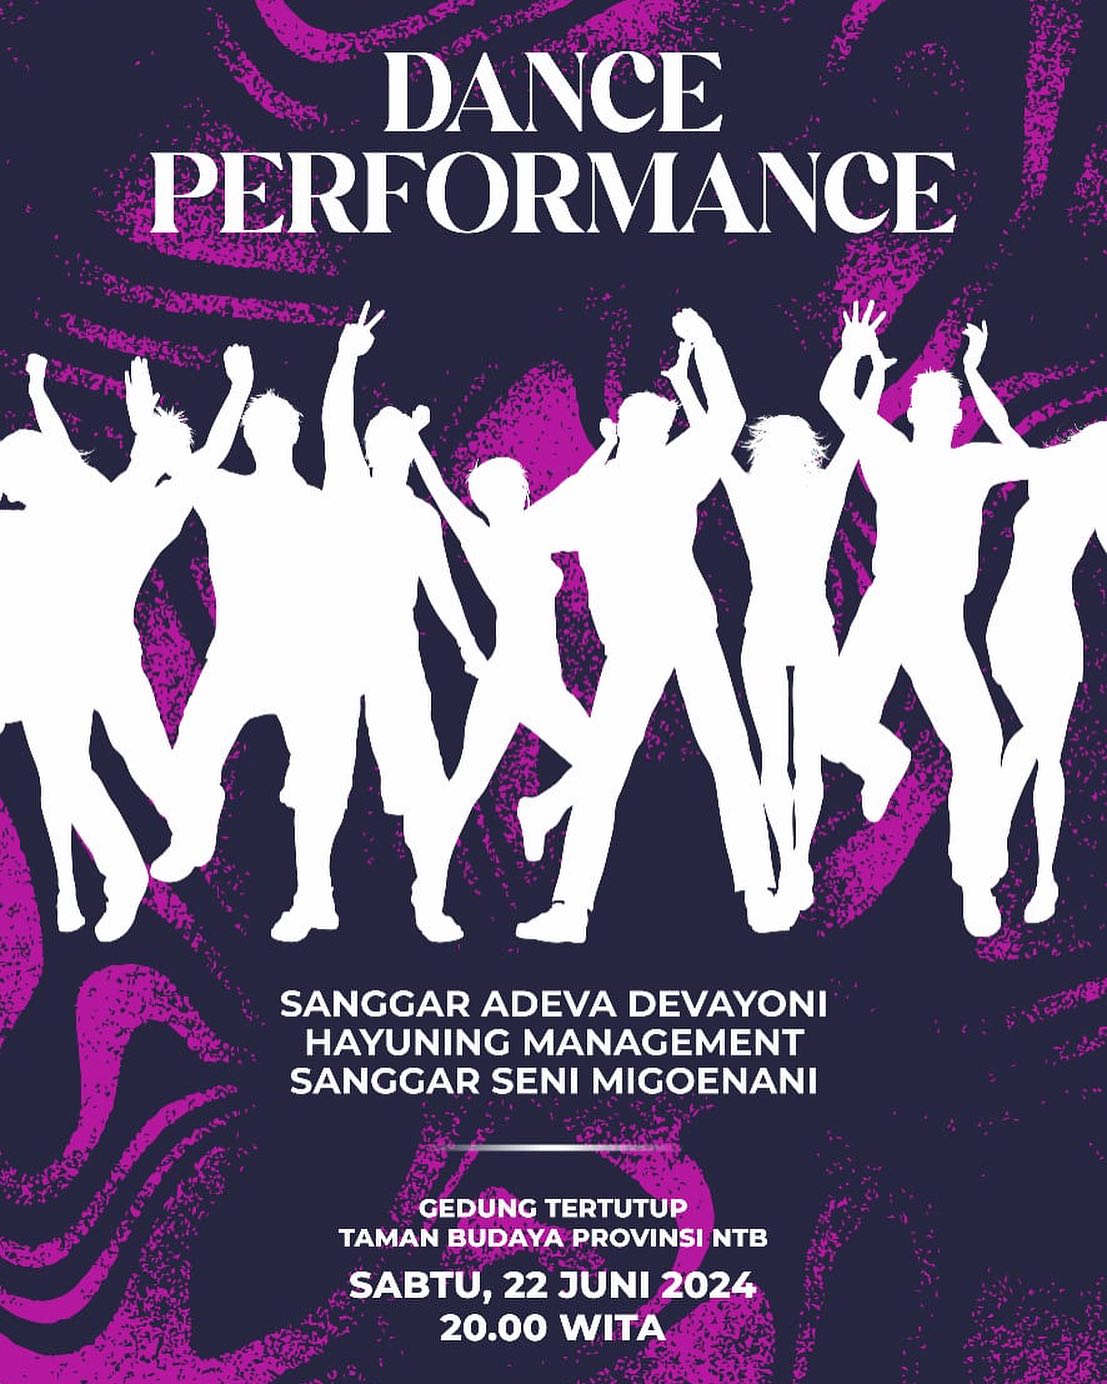 DANCE
PERFORMANCE
SANGGAR ADEVA DEVAYONI
HAYUNING MANAGEMENT
SANGGAR SENI MIGOENANI
GEDUNG TERTUTUP
TAMAN BUDAYA PROVINSI NTB
SABTU, 22 JUNI 2024
20.00 WITA